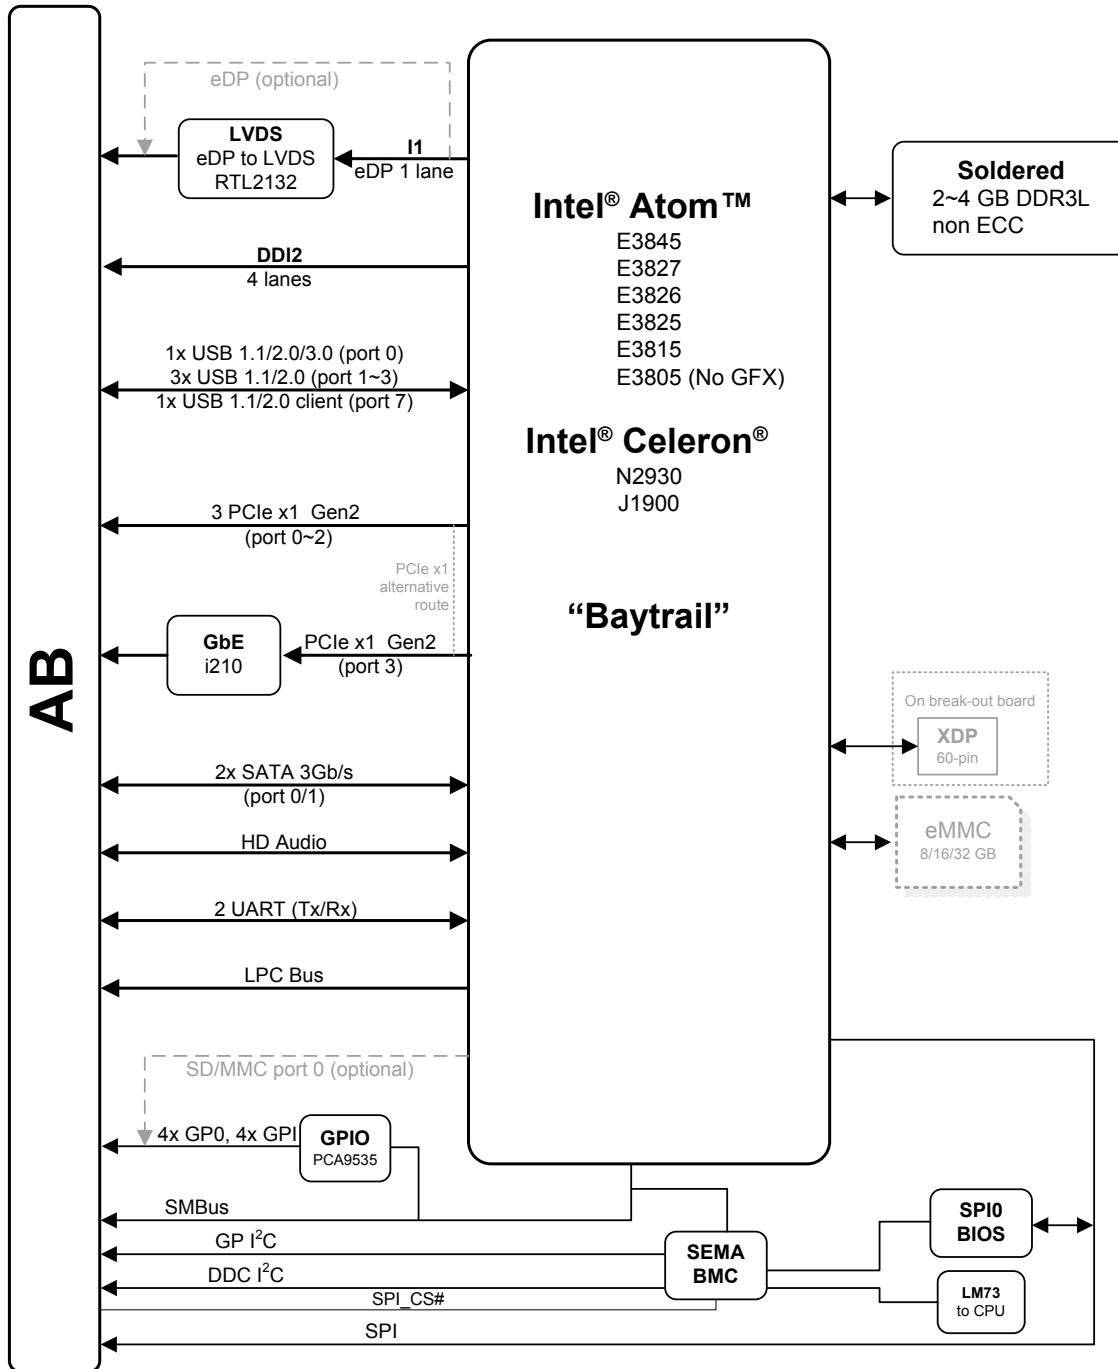 AB
eDP (optional)
LVDS
eDP to LVDS
RTL2132
I1
eDP 1 lane
DDI2
4 lanes
1x USB 1.1/2.0/3.0 (port 0)
3x USB 1.1/2.0 (port 1~3)
1x USB 1.1/2.0 client (port 7)
3 PCIe x1 Gen2
(port 0~2)
PCIe x1
alternative
route
GbE
i210
PCIe x1 Gen2
(port 3)
2x SATA 3Gb/s
(port 0/1)
HD Audio
2 UART (Tx/Rx)
LPC Bus
SD/MMC port 0 (optional)
4x GP0, 4x GPI
GPIO
PCA9535
SMBus
GP I²C
DDC I²C
SPI_CS#
SPI
Intel® Atom™
E3845
E3827
E3826
E3825
E3815
E3805 (No GFX)
Intel® Celeron®
N2930
J1900
“Baytrail”
Soldered
2~4 GB DDR3L
non ECC
On break-out board
XDP
60-pin
eMMC
8/16/32 GB
SEMA
BMC
SPI0
BIOS
LM73
to CPU